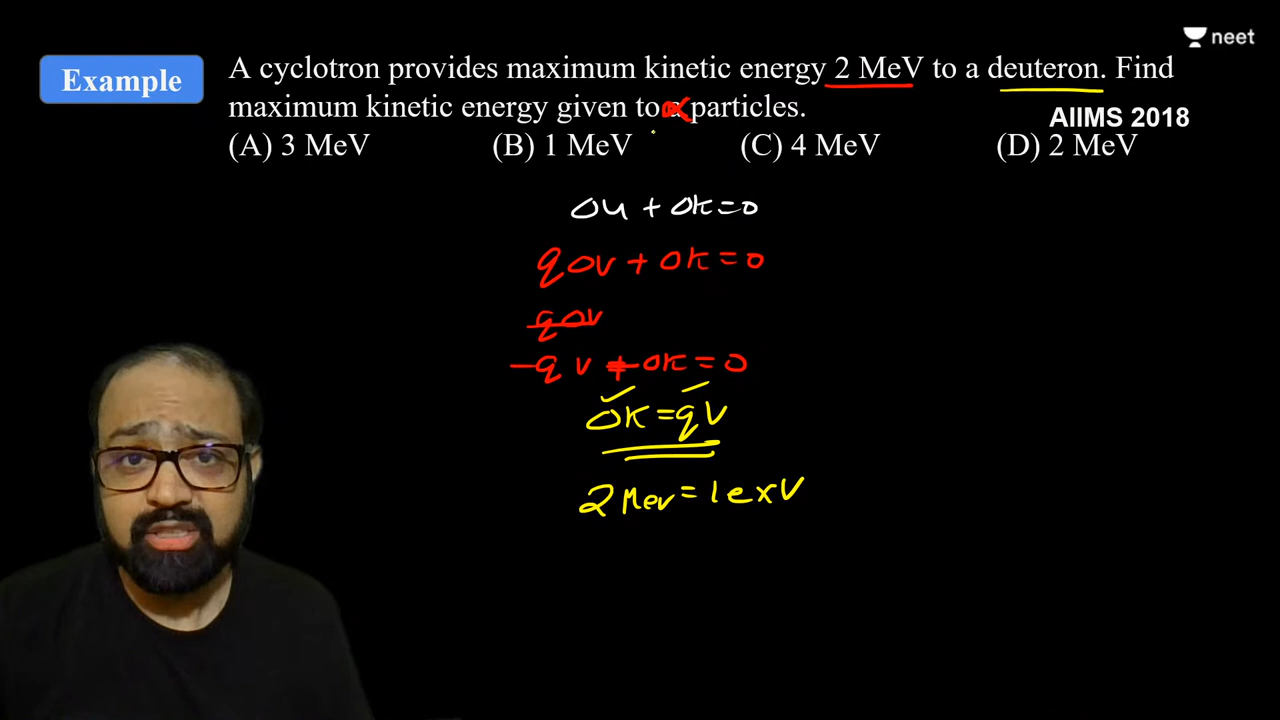 neet
Example
A cyclotron provides maximum kinetic energy 2 MeV to a deuteron. Find
maximum kinetic energy given to α particles.
AIIMS 2018
(A) 3 MeV (B) 1 MeV (C) 4 MeV (D) 2 MeV
ΔU + ΔK = 0
qΔV + ΔK = 0
qΔV
-qV + ΔK = 0
ΔK = qV
2 MeV = 1e x V